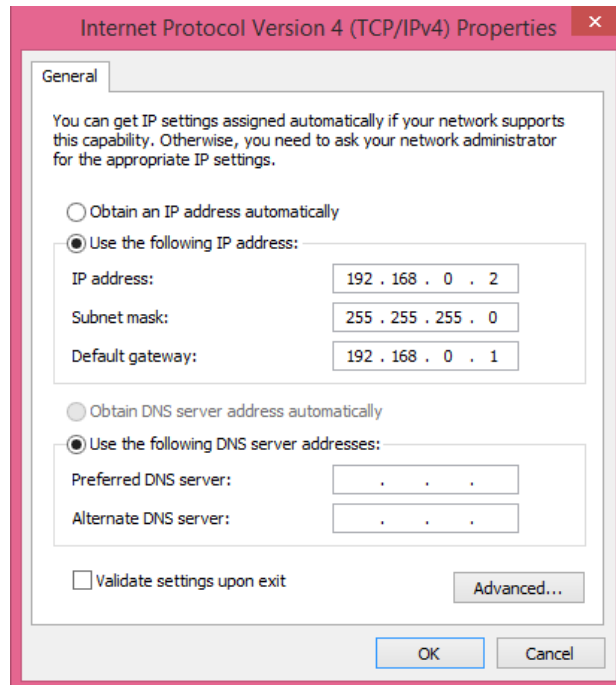 Internet Protocol Version 4 (TCP/IPv4) Properties
×
General
You can get IP settings assigned automatically if your network supports
this capability. Otherwise, you need to ask your network administrator
for the appropriate IP settings.
Obtain an IP address automatically
Use the following IP address:
IP address: 192 . 168 . 0 . 2
Subnet mask: 255 . 255 . 255 . 0
Default gateway: 192 . 168 . 0 . 1
Obtain DNS server address automatically
Use the following DNS server addresses:
Preferred DNS server: . . .
Alternate DNS server: . . .
Validate settings upon exit
Advanced...
OK Cancel